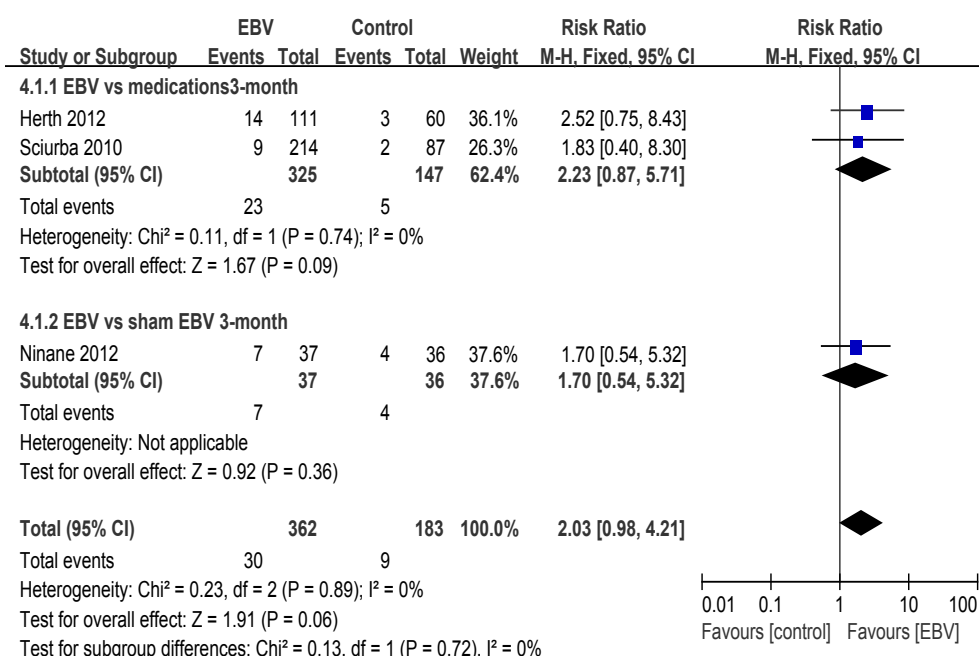 EBV Control Risk Ratio Risk Ratio
Study or Subgroup Events Total Events Total Weight M-H, Fixed, 95% CI M-H, Fixed, 95% CI
4.1.1 EBV vs medications3-month
Herth 2012 14 111 3 60 36.1% 2.52 [0.75, 8.43]
Sciurba 2010 9 214 2 87 26.3% 1.83 [0.40, 8.30]
Subtotal (95% CI) 325 147 62.4% 2.23 [0.87, 5.71]
Total events 23 5
Heterogeneity: Chi² = 0.11, df = 1 (P = 0.74); I² = 0%
Test for overall effect: Z = 1.67 (P = 0.09)
4.1.2 EBV vs sham EBV 3-month
Ninane 2012 7 37 4 36 37.6% 1.70 [0.54, 5.32]
Subtotal (95% CI) 37 36 37.6% 1.70 [0.54, 5.32]
Total events 7 4
Heterogeneity: Not applicable
Test for overall effect: Z = 0.92 (P = 0.36)
Total (95% CI) 362 183 100.0% 2.03 [0.98, 4.21]
Total events 30 9
Heterogeneity: Chi² = 0.23, df = 2 (P = 0.89); I² = 0%
Test for overall effect: Z = 1.91 (P = 0.06)
Test for subgroup differences: Chi² = 0.13, df = 1 (P = 0.72), I² = 0%
0.01 0.1 1 10 100
Favours [control] Favours [EBV]